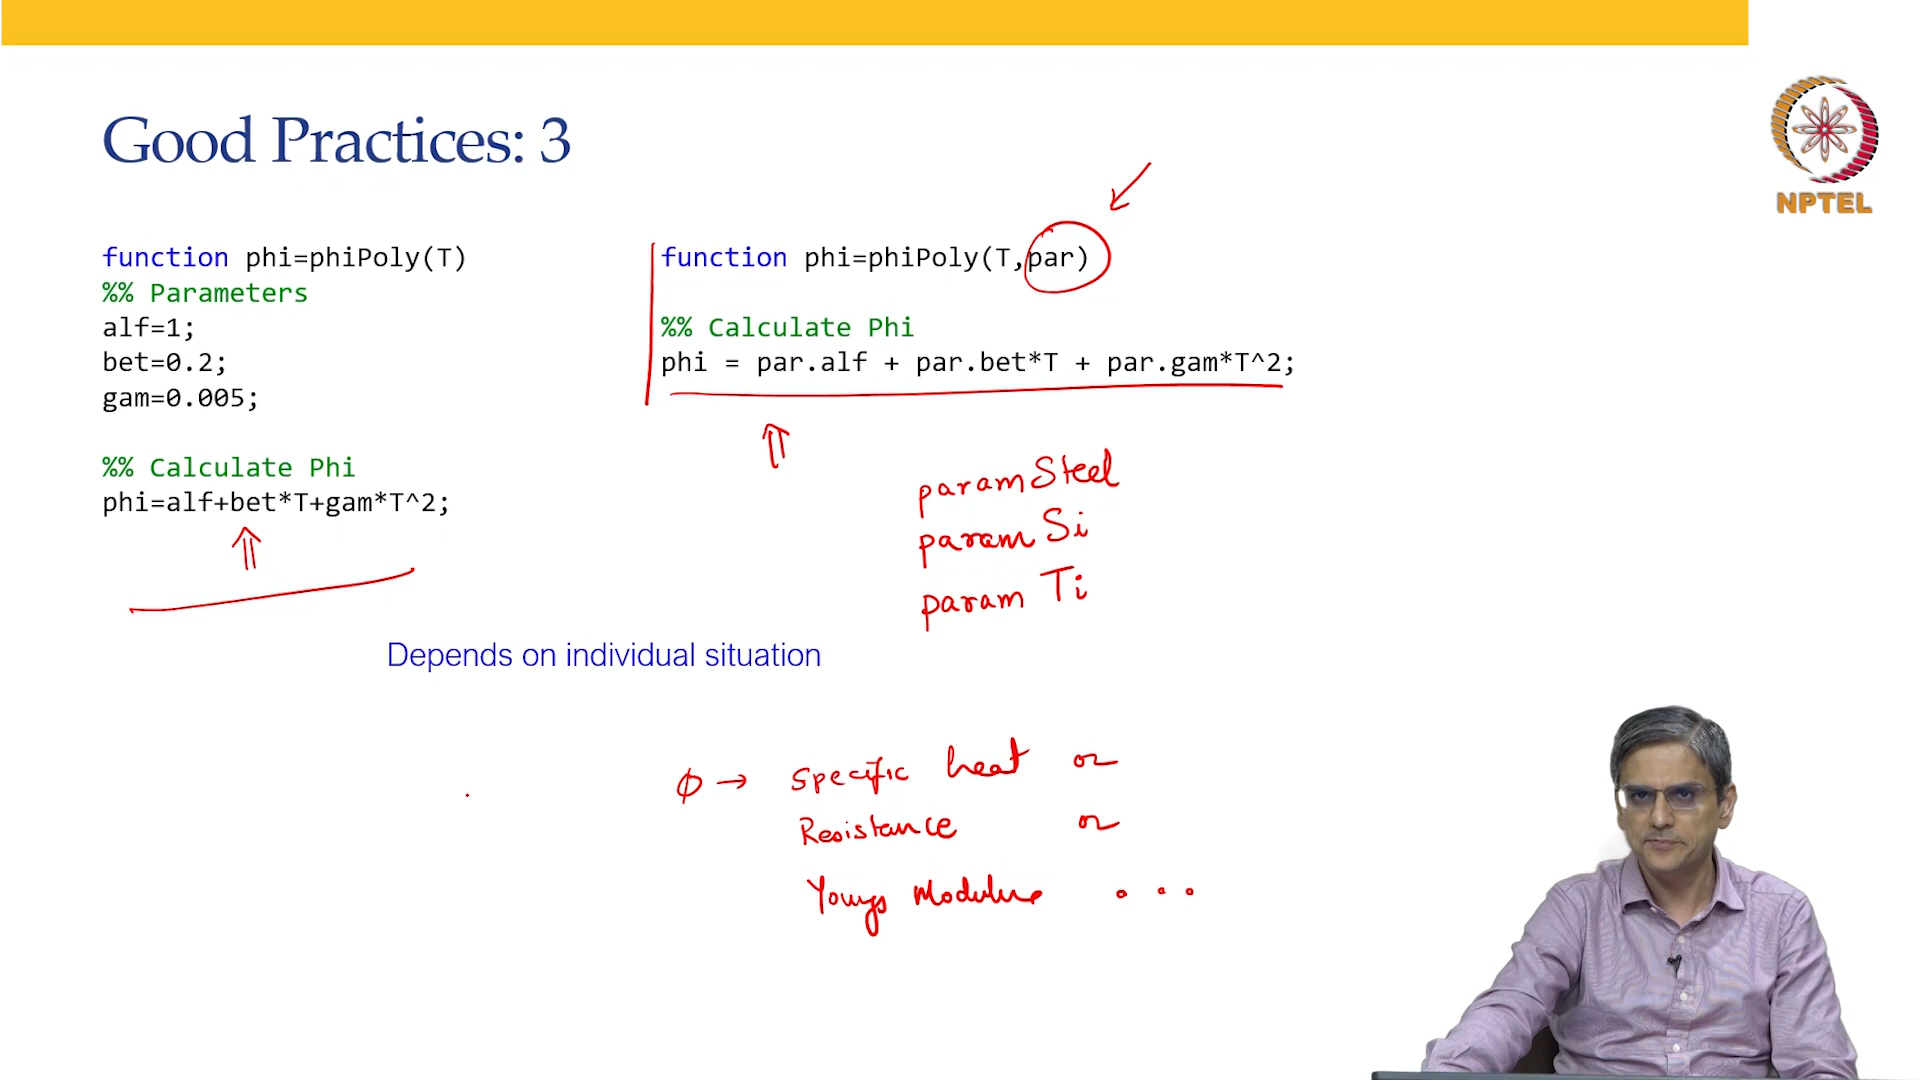 Good Practices: 3
NPTEL
function phi=phiPoly(T)
%% Parameters
alf=1;
bet=0.2;
gam=0.005;
%% Calculate Phi
phi=alf+bet*T+gam*T^2;
function phi=phiPoly(T,par)
%% Calculate Phi
phi = par.alf + par.bet*T + par.gam*T^2;
param Steel
param Si
param Ti
Depends on individual situation
φ → Specific heat or
Resistance or
Youngs Modulus . . .